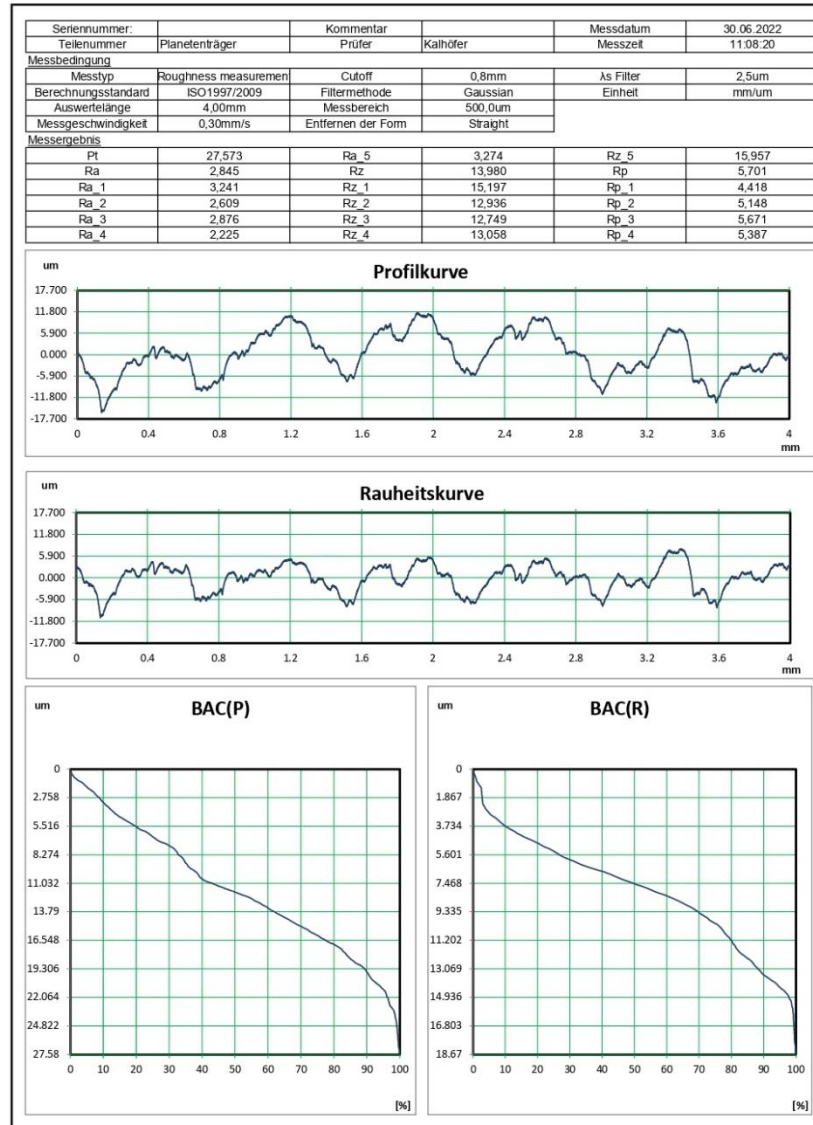 Seriennummer: Kommentar Messdatum 30.06.2022
Teilenummer Planetenträger Prüfer Kalhöfer Messzeit 11:08:20
Messbedingung
Messtyp Roughness measuremen Cutoff 0,8mm λs Filter 2,5um
Berechnungsstandard ISO1997/2009 Filtermethode Gaussian Einheit mm/um
Auswertelänge 4,00mm Messbereich 500,0um
Messgeschwindigkeit 0,30mm/s Entfernen der Form Straight
Messergebnis
Pt 27,573 Ra_5 3,274 Rz_5 15,957
Ra 2,845 Rz 13,980 Rp 5,701
Ra_1 3,241 Rz_1 15,197 Rp_1 4,418
Ra_2 2,609 Rz_2 12,936 Rp_2 5,148
Ra_3 2,876 Rz_3 12,749 Rp_3 5,671
Ra_4 2,225 Rz_4 13,058 Rp_4 5,387
um
Profilkurve
17.700
11.800
5.900
0.000
-5.900
-11.800
-17.700
0 0.4 0.8 1.2 1.6 2 2.4 2.8 3.2 3.6 4
mm
um
Rauheitskurve
17.700
11.800
5.900
0.000
-5.900
-11.800
-17.700
0 0.4 0.8 1.2 1.6 2 2.4 2.8 3.2 3.6 4
mm
um
BAC(P)
0
2.758
5.516
8.274
11.032
13.79
16.548
19.306
22.064
24.822
27.58
0 10 20 30 40 50 60 70 80 90 100
[%]
um
BAC(R)
0
1.867
3.734
5.601
7.468
9.335
11.202
13.069
14.936
16.803
18.67
0 10 20 30 40 50 60 70 80 90 100
[%]